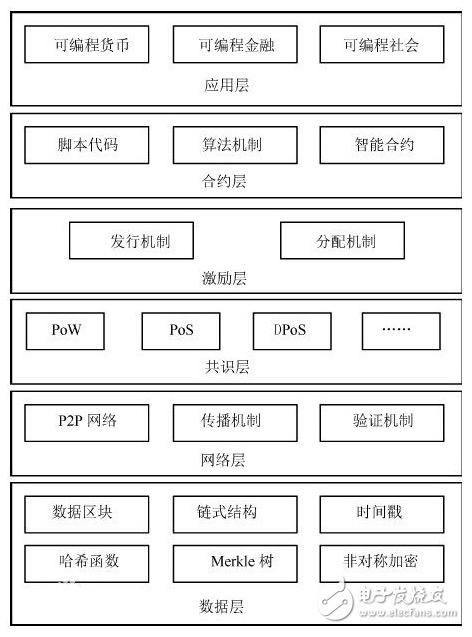 可编程货币 可编程金融 可编程社会
应用层
脚本代码 算法机制 智能合约
合约层
发行机制 分配机制
激励层
PoW PoS DPoS ……
共识层
P2P 网络 传播机制 验证机制
网络层
数据区块 链式结构 时间戳
哈希函数 Merkle 树 非对称加密
数据层
电子发烧友
www.elecfans.com